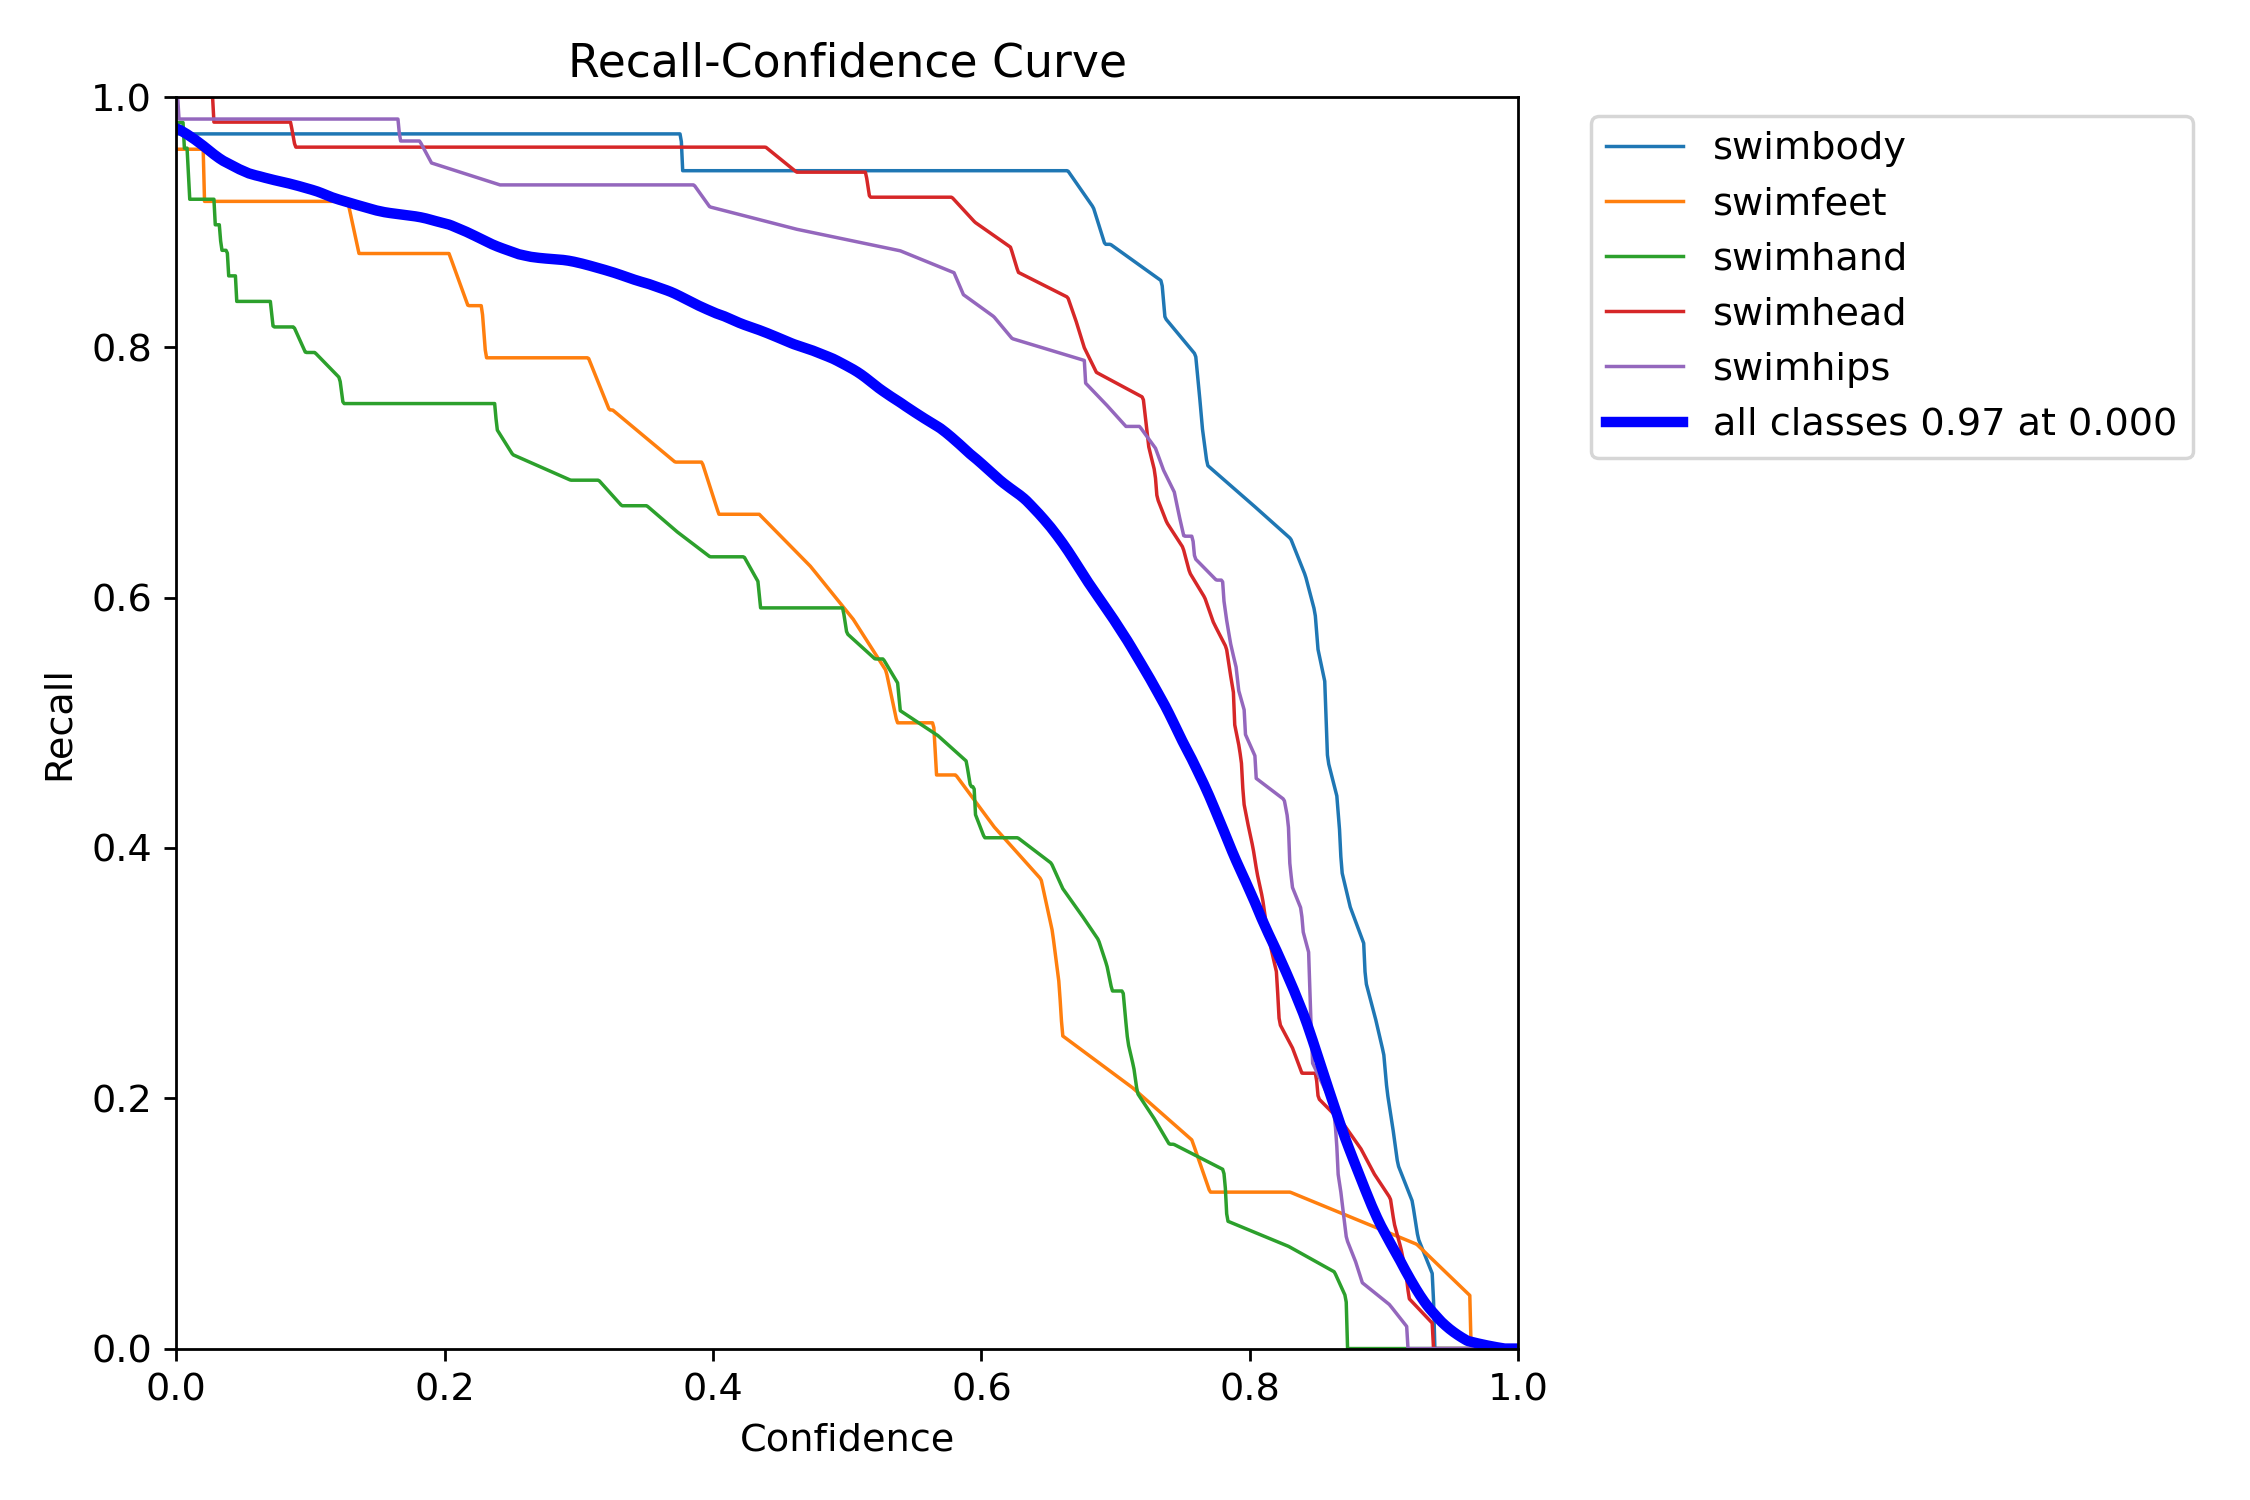 Recall-Confidence Curve
1.0
0.8
0.6
0.4
0.2
0.0
Recall
0.0 0.2 0.4 0.6 0.8 1.0
Confidence
swimbody
swimfeet
swimhand
swimhead
swimhips
all classes 0.97 at 0.000